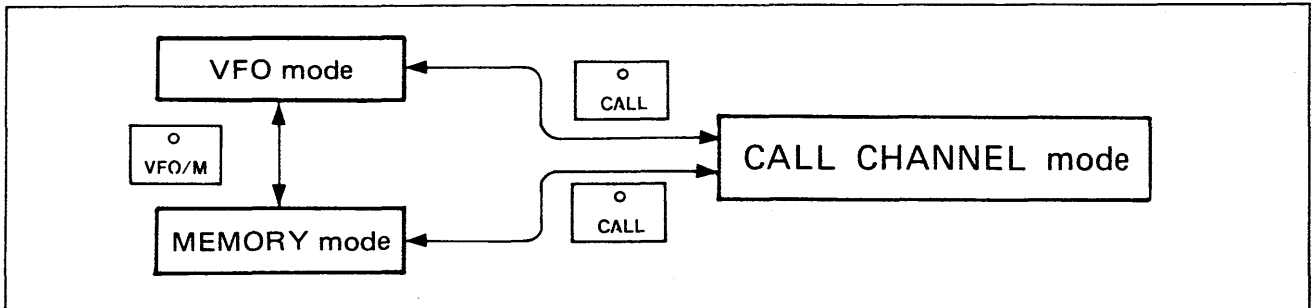 VFO mode
CALL
VFO/M
CALL CHANNEL mode
CALL
MEMORY mode